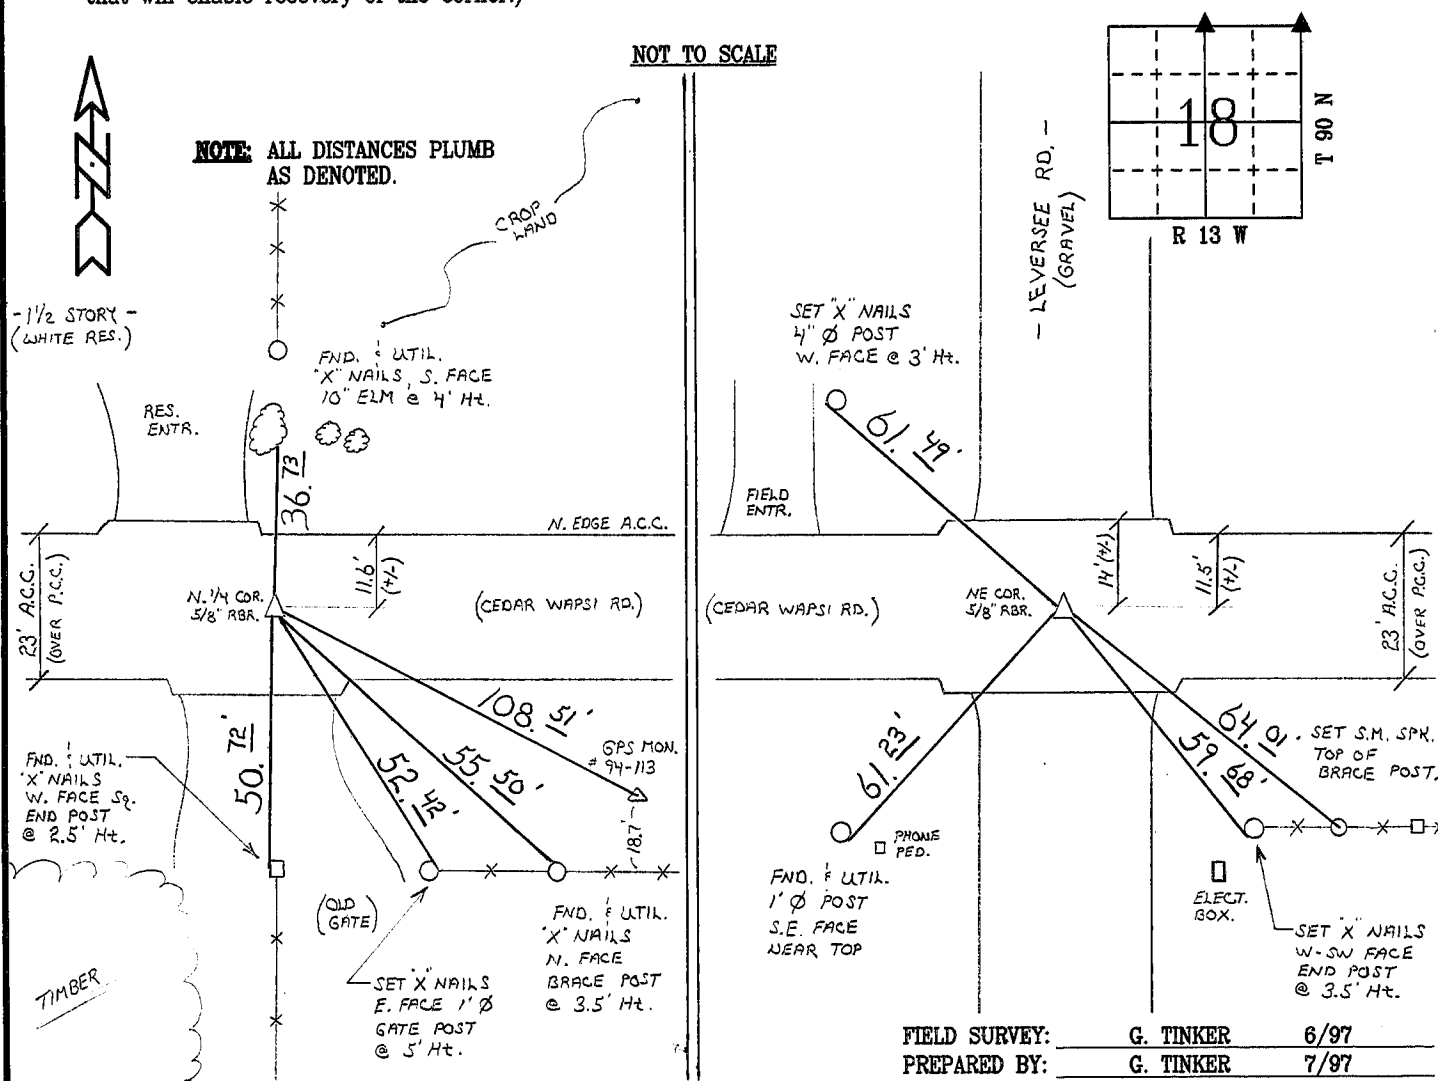 that will enable recovery of the corner.)
NOT TO SCALE
NOTE: ALL DISTANCES PLUMB
AS DENOTED.
N
18
T 90 N
R 13 W
CROP
LAND
- LEVERSEE RD. -
(GRAVEL)
- 1 1/2 STORY -
(WHITE RES.)
FND. & UTIL.
"X" NAILS, S. FACE
10" ELM @ 4' Ht.
RES.
ENTR.
36.73
N. EDGE A.C.C.
23' A.C.C.
(OVER P.C.C.)
11.6'
(+/-)
N. 1/4 COR.
5/8" RBR.
(CEDAR WAPSI RD.)
50.72'
52.42'
55.50'
108.51'
GPS MON.
# 94-113
18.7'
FND. & UTIL.
"X" NAILS
W. FACE Sq.
END POST
@ 2.5' Ht.
(OLD
GATE)
TIMBER
SET "X" NAILS
E. FACE 1' Ø
GATE POST
@ 5' Ht.
FND. & UTIL.
"X" NAILS
N. FACE
BRACE POST
@ 3.5' Ht.
SET "X" NAILS
4" Ø POST
W. FACE @ 3' Ht.
61.49'
FIELD
ENTR.
14' (+/-)
11.5'
(+/-)
23' A.C.C.
(OVER P.C.C.)
(CEDAR WAPSI RD.)
NE COR.
5/8" RBR.
61.23'
59.68'
64.01
SET S.M. SPK.
TOP OF
BRACE POST.
PHONE
PED.
FND. & UTIL.
1' Ø POST
S.E. FACE
NEAR TOP
ELECT.
BOX.
SET "X" NAILS
W-SW FACE
END POST
@ 3.5' Ht.
FIELD SURVEY: G. TINKER 6/97
PREPARED BY: G. TINKER 7/97